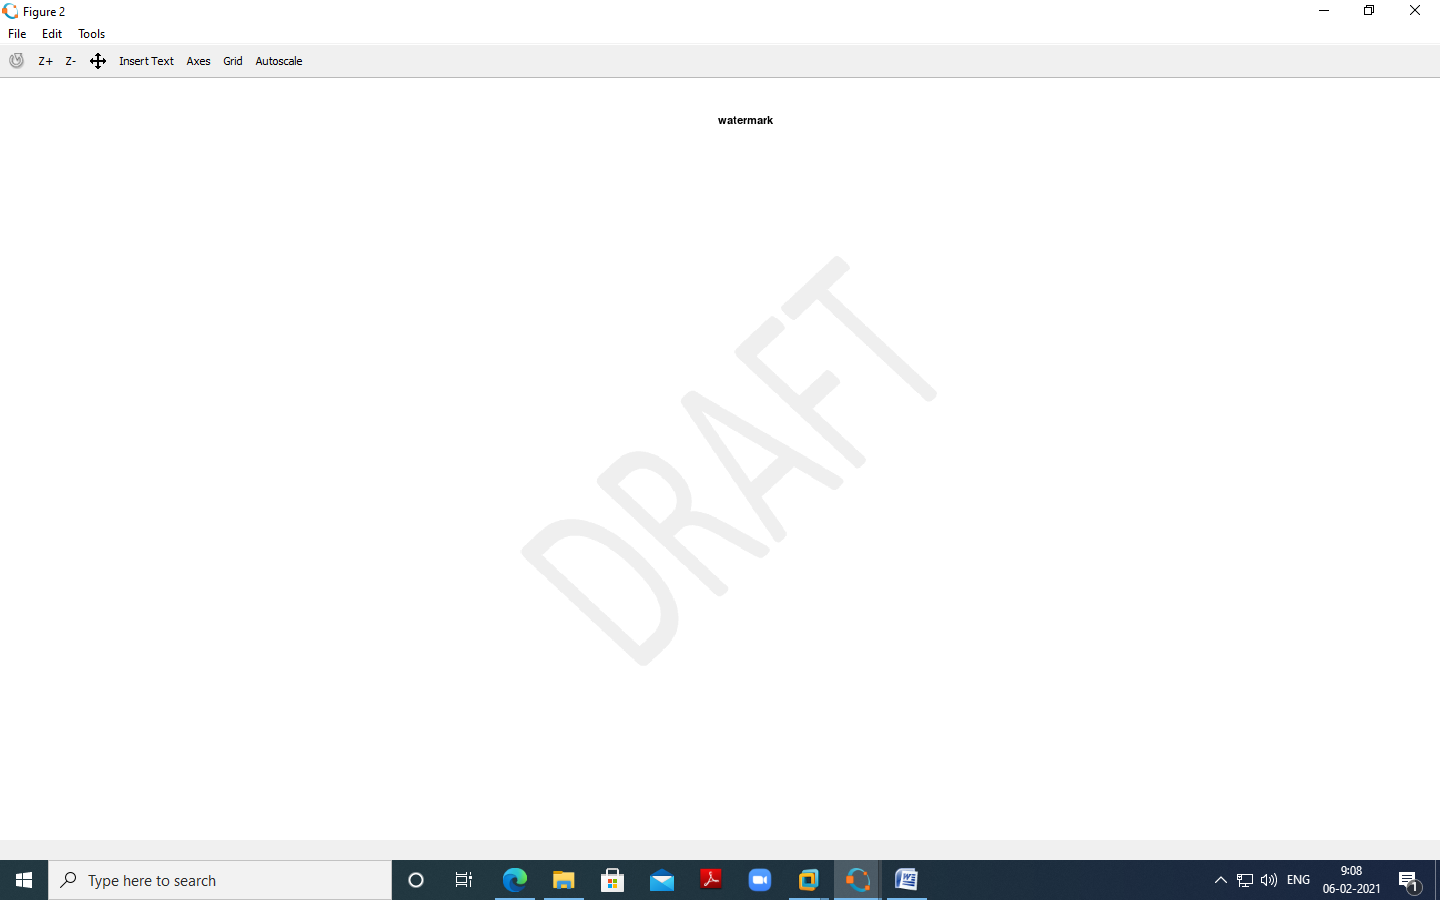 Figure 2
File Edit Tools
Z+ Z- Insert Text Axes Grid Autoscale
watermark
DRAFT
Type here to search
ENG
9:08
06-02-2021
1